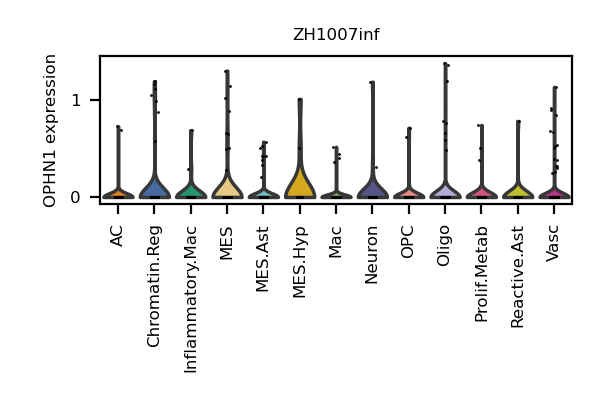 ZH1007inf
OPHN1 expression
1
0
AC
Chromatin.Reg
Inflammatory.Mac
MES
MES.Ast
MES.Hyp
Mac
Neuron
OPC
Oligo
Prolif.Metab
Reactive.Ast
Vasc